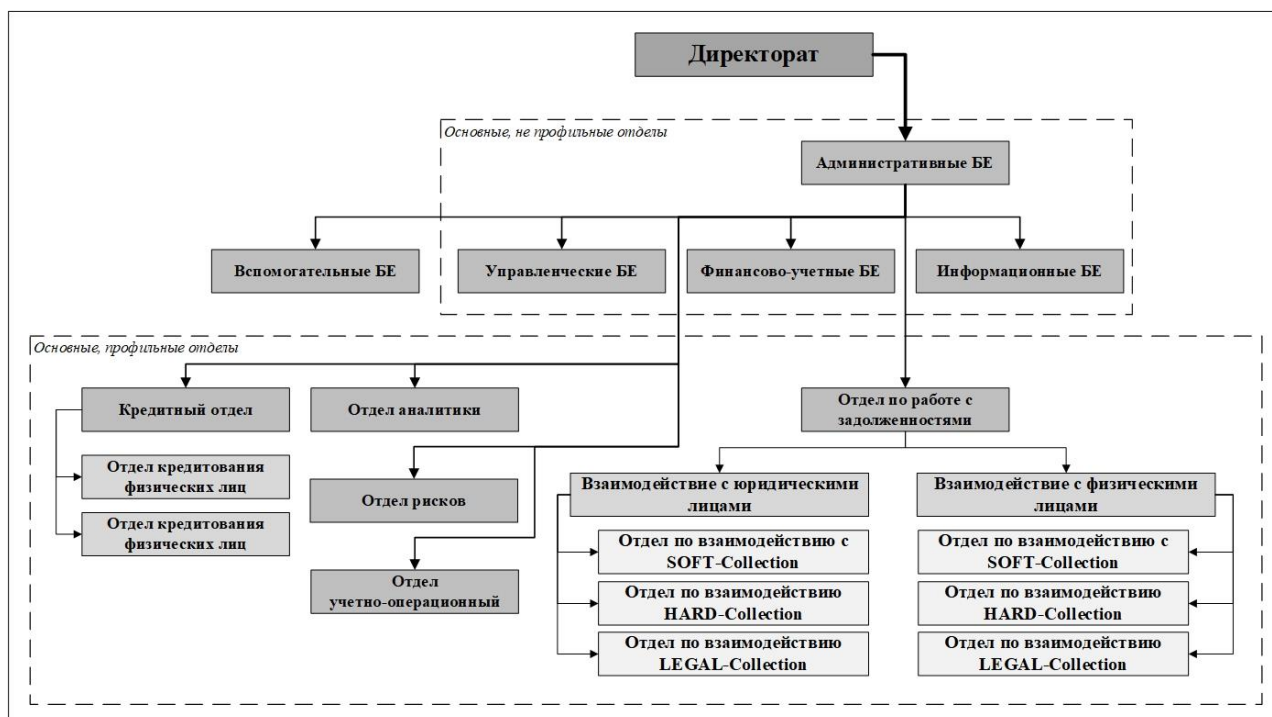 Директорат
Основные, не профильные отделы
Административные БЕ
Вспомогательные БЕ
Управленческие БЕ
Финансово-учетные БЕ
Информационные БЕ
Основные, профильные отделы
Кредитный отдел
Отдел аналитики
Отдел по работе с
задолженностями
Отдел кредитования
физических лиц
Отдел рисков
Взаимодействие с юридическими
лицами
Взаимодействие с физическими
лицами
Отдел кредитования
физических лиц
Отдел по взаимодействию с
SOFT-Collection
Отдел по взаимодействию с
SOFT-Collection
Отдел
учетно-операционный
Отдел по взаимодействию
HARD-Collection
Отдел по взаимодействию
HARD-Collection
Отдел по взаимодействию
LEGAL-Collection
Отдел по взаимодействию
LEGAL-Collection